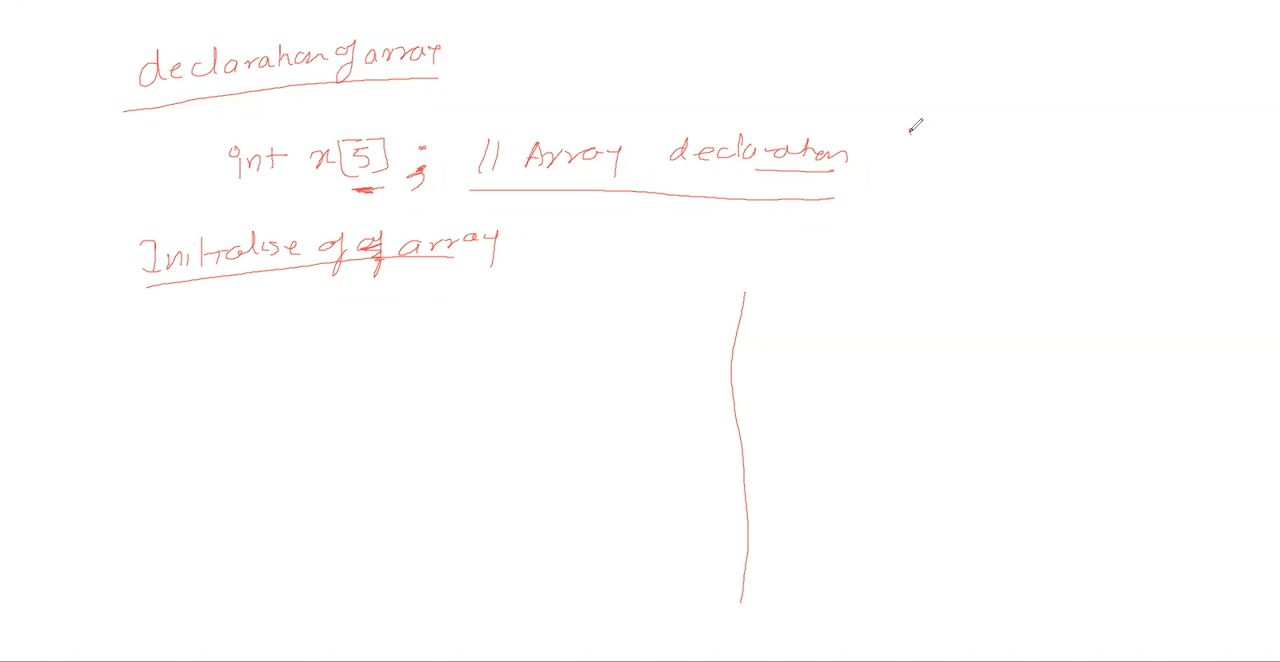 declaration of array
int x[5] ; // Array declaration
Initialise of array